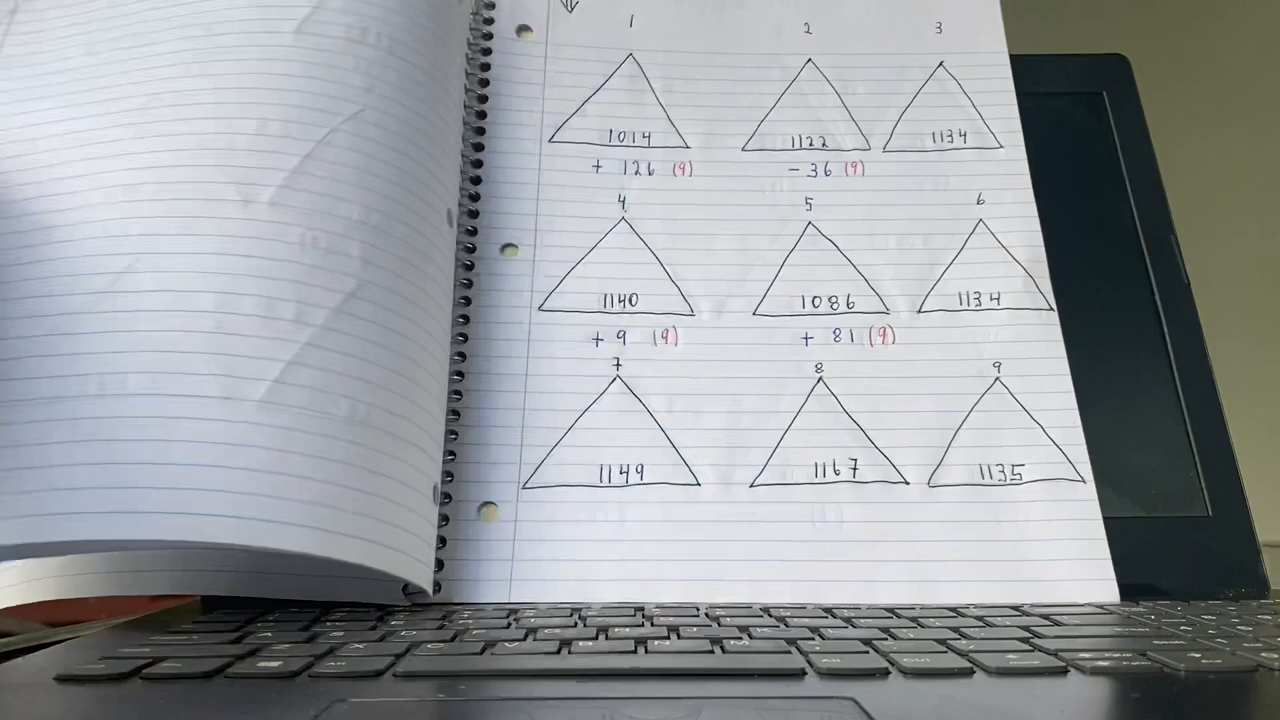 1 2 3
1014 1122 1134
+ 126 (9) - 36 (9)
4 5 6
1140 1086 1134
+ 9 (9) + 81 (9)
7 8 9
1149 1167 1135